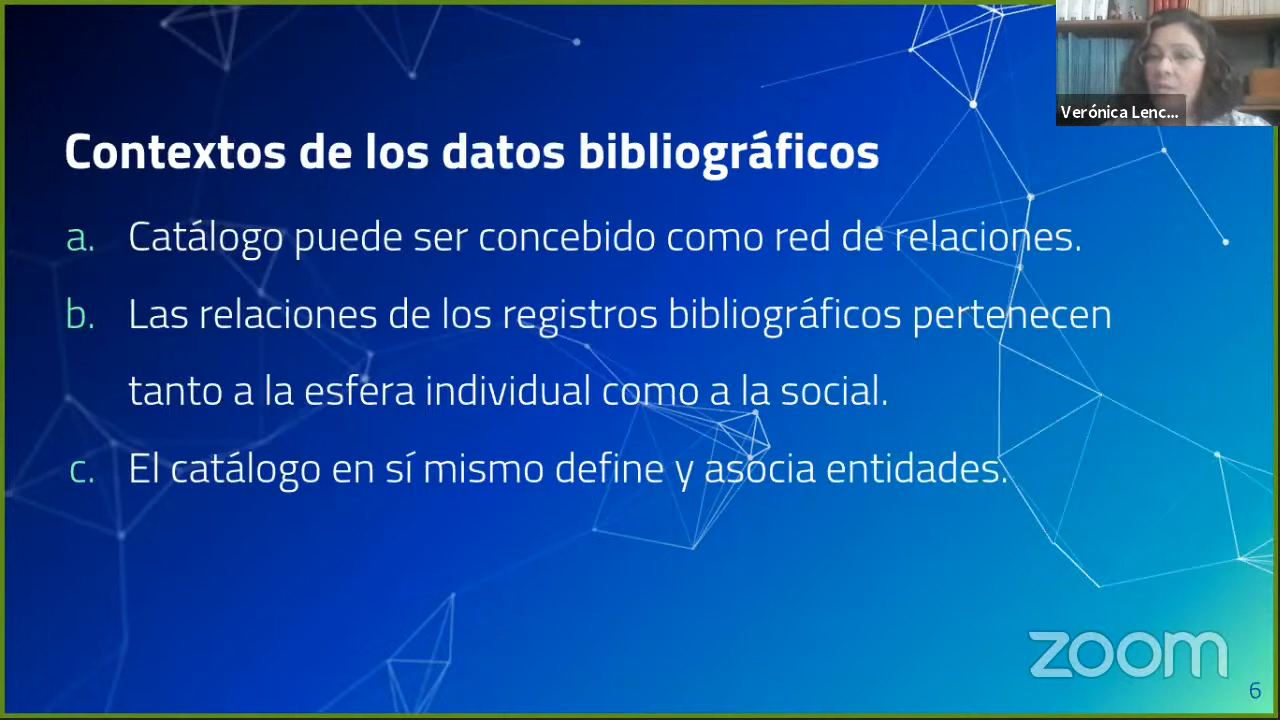 Verónica Lenc...
Contextos de los datos bibliográficos
a. Catálogo puede ser concebido como red de relaciones.
b. Las relaciones de los registros bibliográficos pertenecen
tanto a la esfera individual como a la social.
c. El catálogo en sí mismo define y asocia entidades.
zoom
6